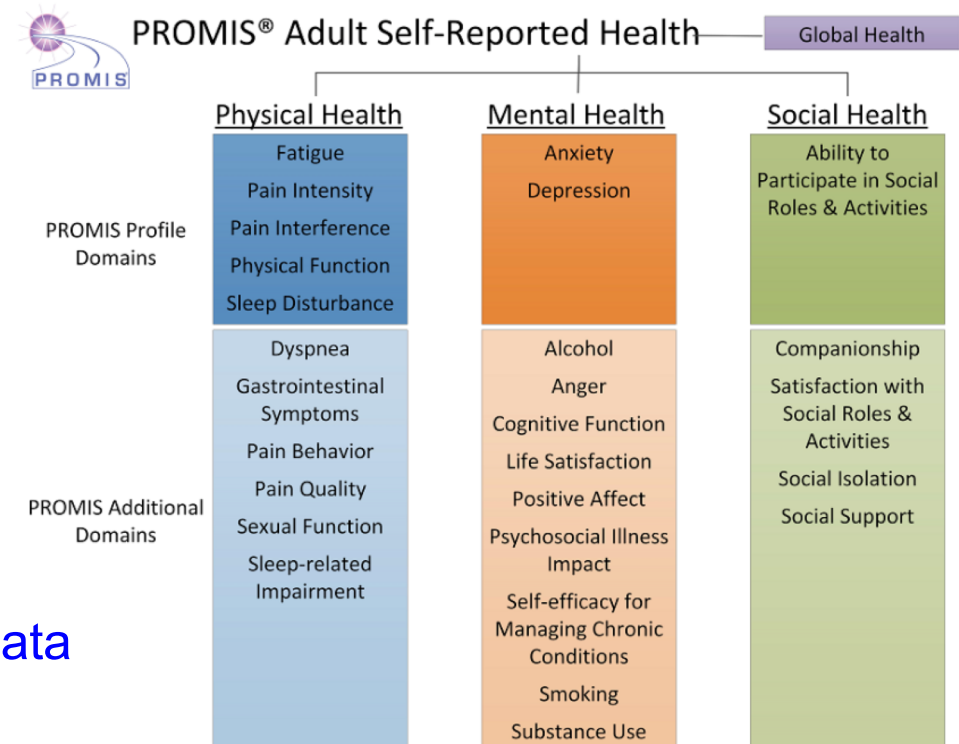 PROMIS
PROMIS® Adult Self-Reported Health
Global Health
Physical Health
Mental Health
Social Health
PROMIS Profile
Domains
Fatigue
Pain Intensity
Pain Interference
Physical Function
Sleep Disturbance
Anxiety
Depression
Ability to
Participate in Social
Roles & Activities
PROMIS Additional
Domains
Dyspnea
Gastrointestinal
Symptoms
Pain Behavior
Pain Quality
Sexual Function
Sleep-related
Impairment
Alcohol
Anger
Cognitive Function
Life Satisfaction
Positive Affect
Psychosocial Illness
Impact
Self-efficacy for
Managing Chronic
Conditions
Smoking
Substance Use
Companionship
Satisfaction with
Social Roles &
Activities
Social Isolation
Social Support
ata